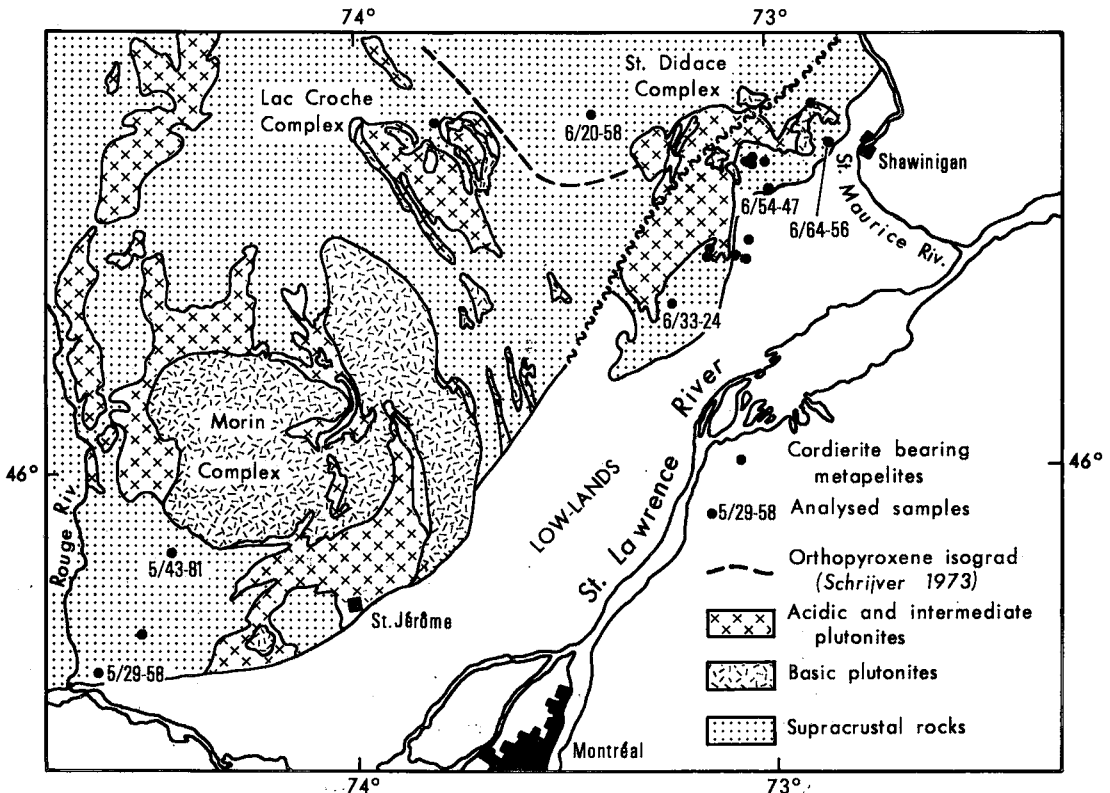 74°
73°
St. Didace
Complex
Lac Croche
Complex
6/20-58
Shawinigan
6/54-47
6/64-56
St. Maurice Riv.
6/33-24
Morin
Complex
46°
46°
Rouge Riv.
LOW-LANDS
St. Lawrence River
5/43-81
St. Jérôme
5/29-58
Montréal
Cordierite bearing
metapelites
5/29-58 Analysed samples
Orthopyroxene isograd
(Schrijver 1973)
Acidic and intermediate
plutonites
Basic plutonites
Supracrustal rocks
74°
73°